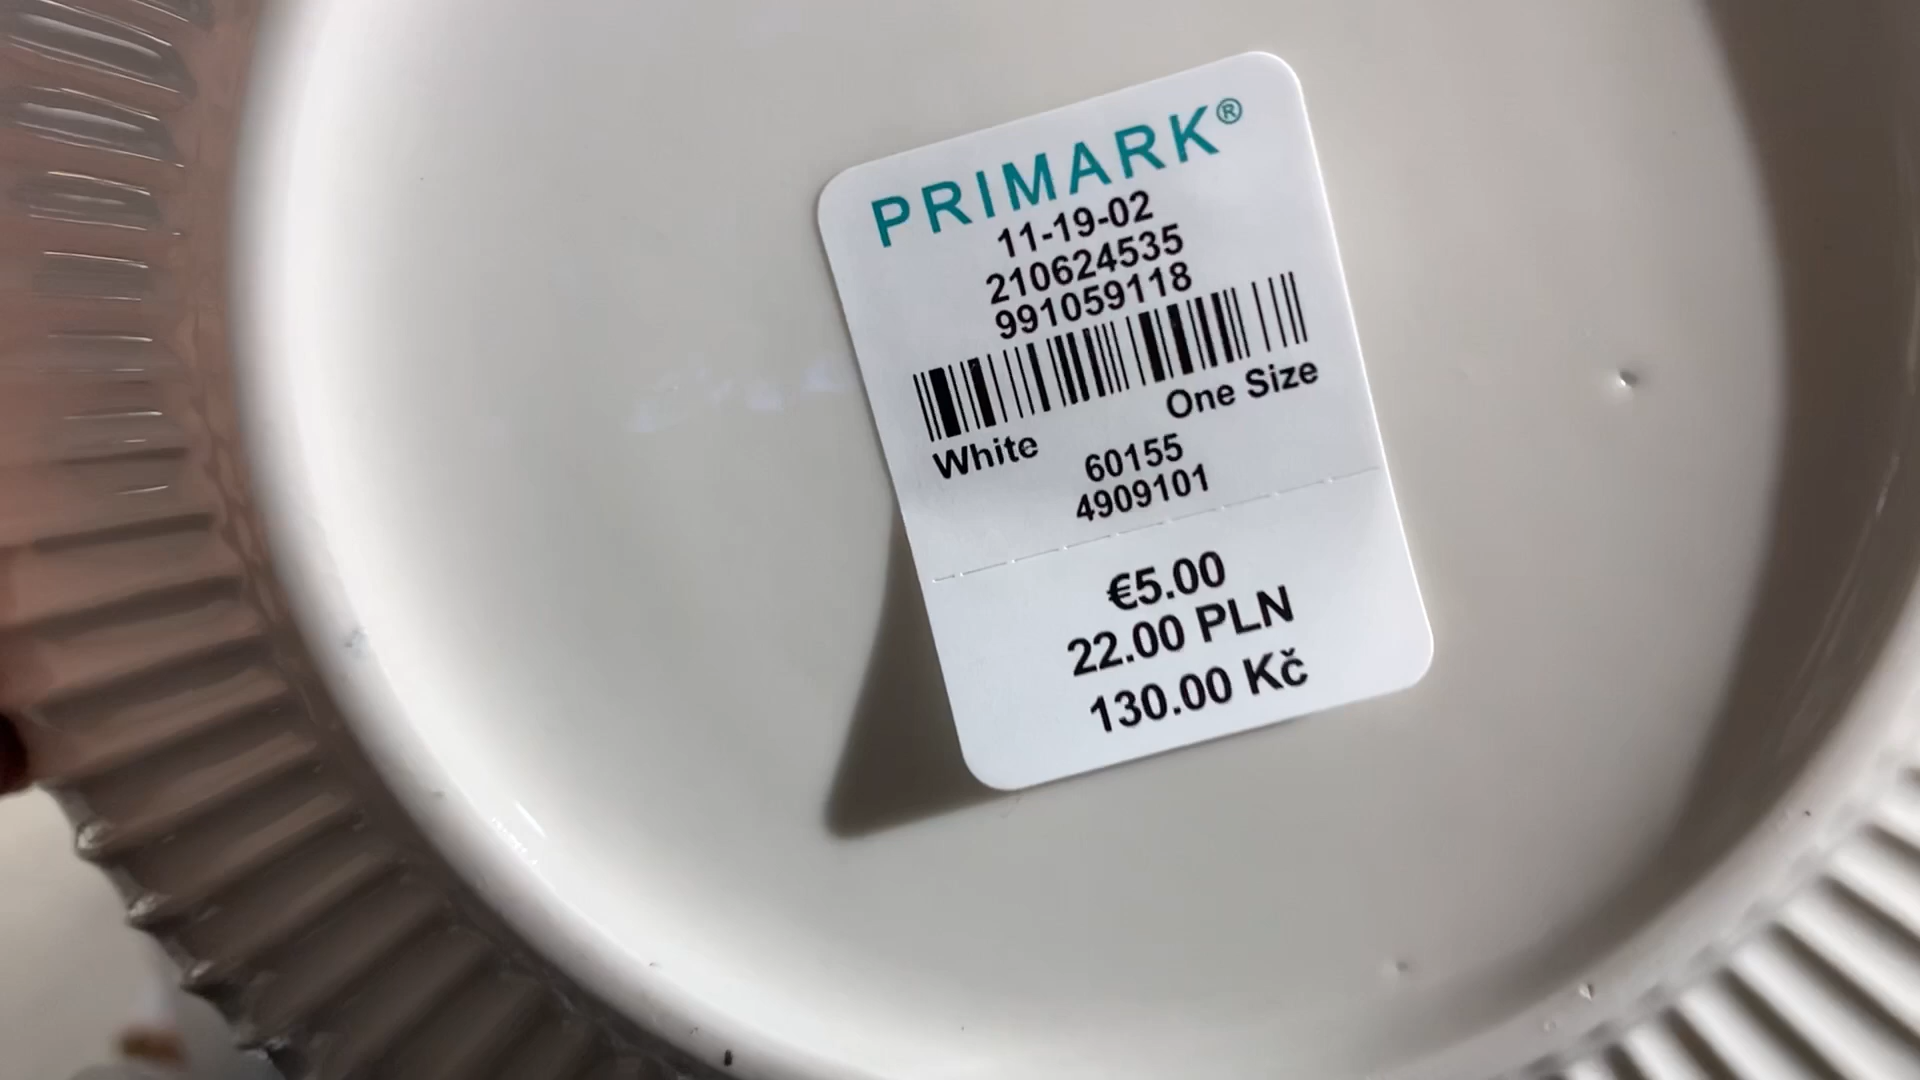 PRIMARK®
11-19-02
210624535
991059118
White One Size
60155
4909101
€5.00
22.00 PLN
130.00 Kč